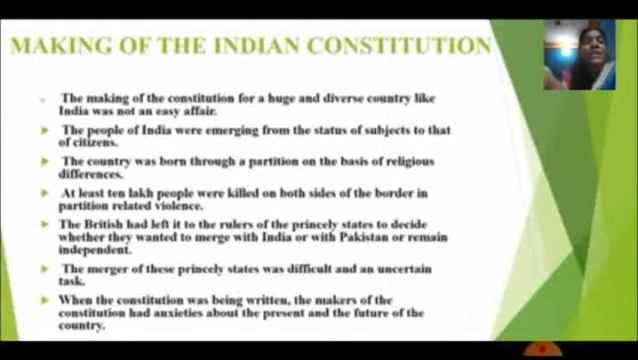 MAKING OF THE INDIAN CONSTITUTION
The making of the constitution for a huge and diverse country like
India was not an easy affair.
The people of India were emerging from the status of subjects to that
of citizens.
The country was born through a partition on the basis of religious
differences.
At least ten lakh people were killed on both sides of the border in
partition related violence.
The British had left it to the rulers of the princely states to decide
whether they wanted to merge with India or with Pakistan or remain
independent.
The merger of these princely states was difficult and an uncertain
task.
When the constitution was being written, the makers of the
constitution had anxieties about the present and the future of the
country.